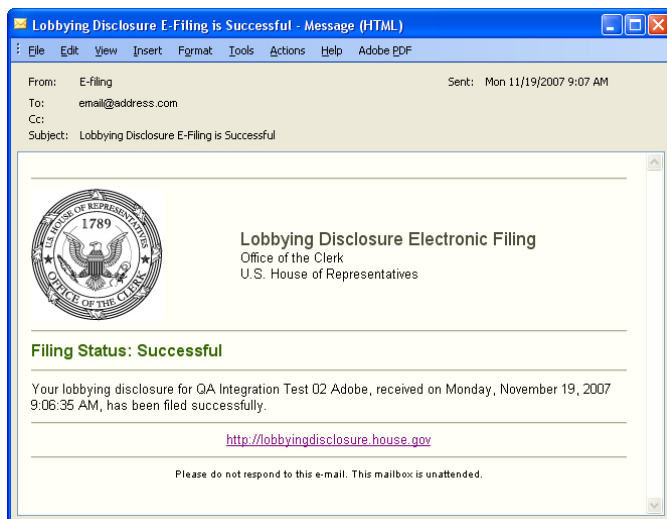 Lobbying Disclosure E-Filing is Successful - Message (HTML)
File Edit View Insert Format Tools Actions Help Adobe PDF
From: E-filing Sent: Mon 11/19/2007 9:07 AM
To: email@address.com
Cc:
Subject: Lobbying Disclosure E-Filing is Successful
U.S. HOUSE OF REPRESENTATIVES
1789
OFFICE OF THE CLERK
Lobbying Disclosure Electronic Filing
Office of the Clerk
U.S. House of Representatives
Filing Status: Successful
Your lobbying disclosure for QA Integration Test 02 Adobe, received on Monday, November 19, 2007
9:06:35 AM, has been filed successfully.
http://lobbyingdisclosure.house.gov
Please do not respond to this e-mail. This mailbox is unattended.